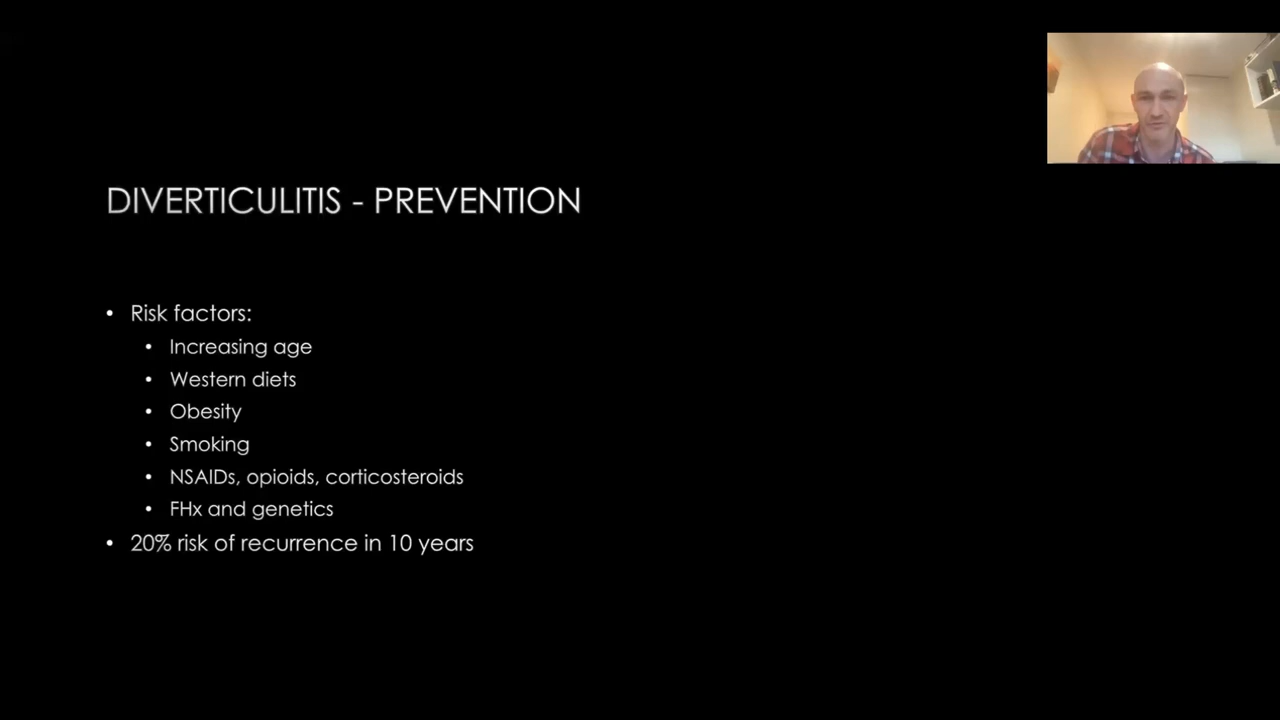 DIVERTICULITIS - PREVENTION
• Risk factors:
• Increasing age
• Western diets
• Obesity
• Smoking
• NSAIDs, opioids, corticosteroids
• FHx and genetics
• 20% risk of recurrence in 10 years